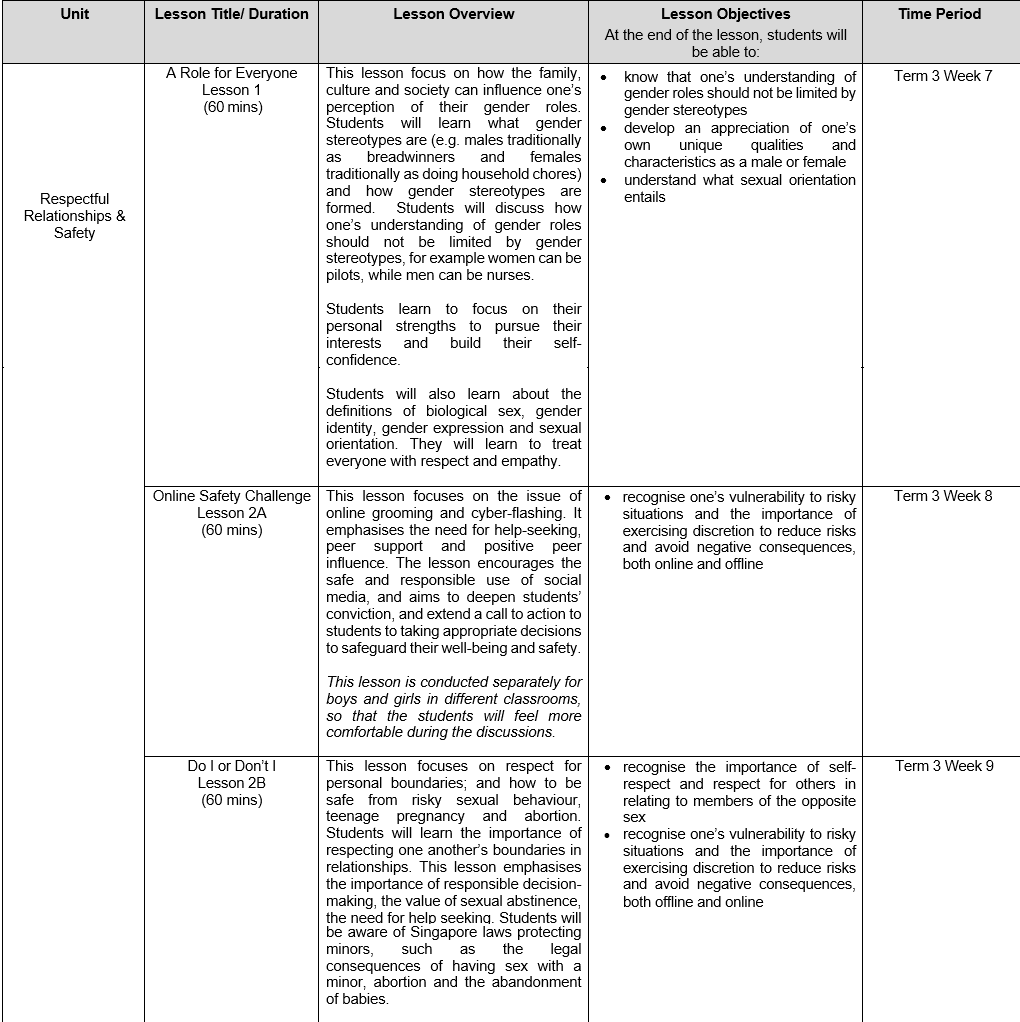 Unit
Lesson Title/ Duration
Lesson Overview
Lesson Objectives
At the end of the lesson, students will
be able to:
Time Period
Respectful
Relationships &
Safety
A Role for Everyone
Lesson 1
(60 mins)
This lesson focus on how the family,
culture and society can influence one's
perception of their gender roles.
Students will learn what gender
stereotypes are (e.g. males traditionally
as breadwinners and females
traditionally as doing household chores)
and how gender stereotypes are
formed. Students will discuss how
one's understanding of gender roles
should not be limited by gender
stereotypes, for example women can be
pilots, while men can be nurses.
Students learn to focus on their
personal strengths to pursue their
interests and build their self-
confidence.
Students will also learn about the
definitions of biological sex, gender
identity, gender expression and sexual
orientation. They will learn to treat
everyone with respect and empathy.
• know that one's understanding of
gender roles should not be limited by
gender stereotypes
• develop an appreciation of one's
own unique qualities and
characteristics as a male or female
• understand what sexual orientation
entails
Term 3 Week 7
Online Safety Challenge
Lesson 2A
(60 mins)
This lesson focuses on the issue of
online grooming and cyber-flashing. It
emphasises the need for help-seeking,
peer support and positive peer
influence. The lesson encourages the
safe and responsible use of social
media, and aims to deepen students'
conviction, and extend a call to action to
students to taking appropriate decisions
to safeguard their well-being and safety.
This lesson is conducted separately for
boys and girls in different classrooms,
so that the students will feel more
comfortable during the discussions.
• recognise one's vulnerability to risky
situations and the importance of
exercising discretion to reduce risks
and avoid negative consequences,
both online and offline
Term 3 Week 8
Do I or Don't I
Lesson 2B
(60 mins)
This lesson focuses on respect for
personal boundaries; and how to be
safe from risky sexual behaviour,
teenage pregnancy and abortion.
Students will learn the importance of
respecting one another's boundaries in
relationships. This lesson emphasises
the importance of responsible decision-
making, the value of sexual abstinence,
the need for help seeking. Students will
be aware of Singapore laws protecting
minors, such as the legal
consequences of having sex with a
minor, abortion and the abandonment
of babies.
• recognise the importance of self-
respect and respect for others in
relating to members of the opposite
sex
• recognise one's vulnerability to risky
situations and the importance of
exercising discretion to reduce risks
and avoid negative consequences,
both offline and online
Term 3 Week 9